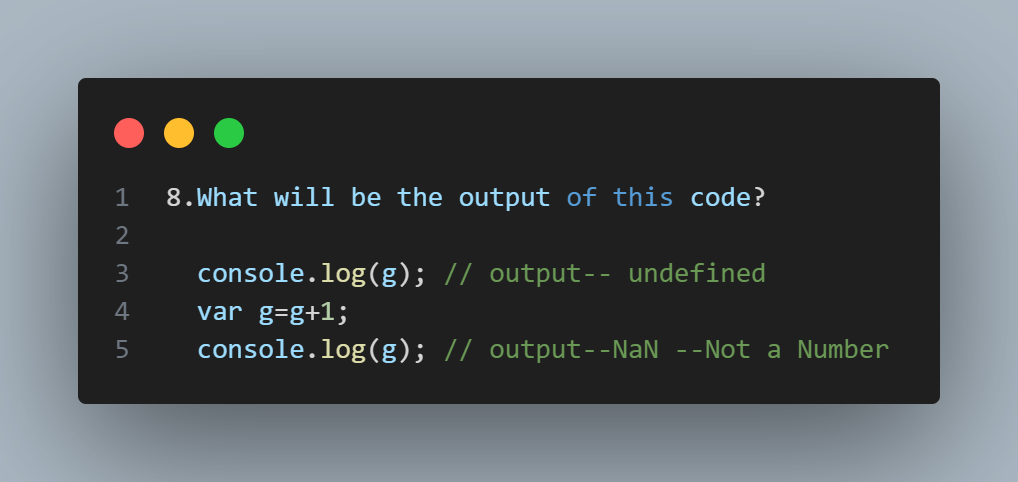 1 8.What will be the output of this code?
2
3 console.log(g); // output-- undefined
4 var g=g+1;
5 console.log(g); // output--NaN --Not a Number